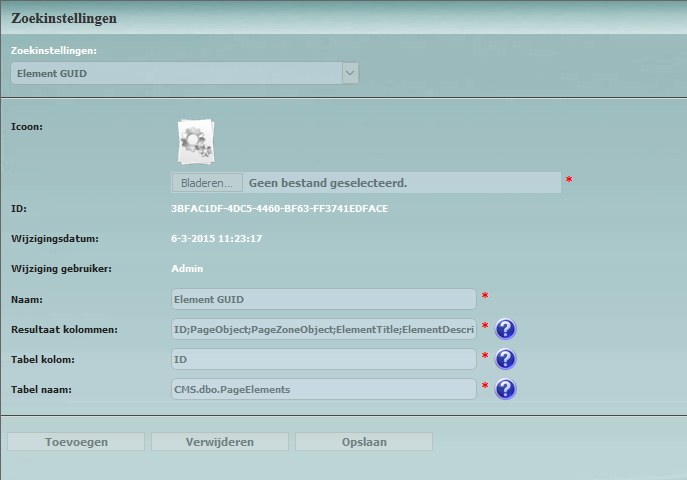 Zoekinstellingen
Zoekinstellingen:
Element GUID
Icoon:
Bladeren... Geen bestand geselecteerd. *
ID: 3BFAC1DF-4DC5-4460-BF63-FF3741EDFACE
Wijzigingsdatum: 6-3-2015 11:23:17
Wijziging gebruiker: Admin
Naam: Element GUID *
Resultaat kolommen: ID;PageObject;PageZoneObject;ElementTitle;ElementDescri * ?
Tabel kolom: ID * ?
Tabel naam: CMS.dbo.PageElements * ?
Toevoegen Verwijderen Opslaan